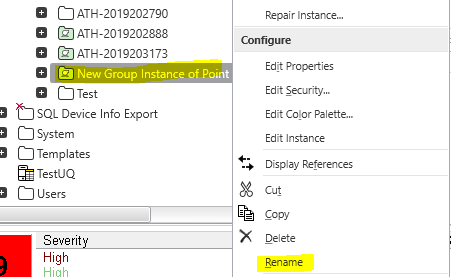 ATH-2019202790
ATH-2019202888
ATH-2019203173
New Group Instance of Point
Test
SQL Device Info Export
System
Templates
TestUQ
Users
Severity
High
High
9
Repair Instance...
Configure
Edit Properties
Edit Security...
Edit Color Palette...
Edit Instance
Display References
Cut
Copy
Delete
Rename